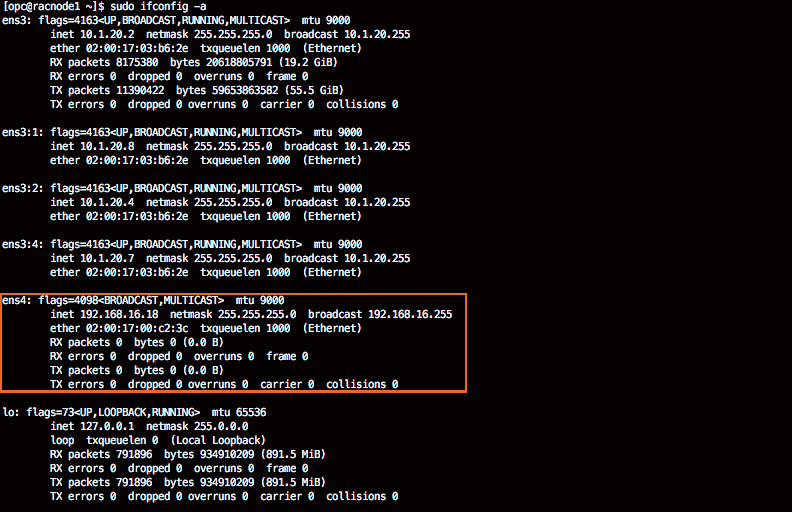 [opc@racnode1 ~]$ sudo ifconfig -a
ens3: flags=4163<UP,BROADCAST,RUNNING,MULTICAST>  mtu 9000
        inet 10.1.20.2  netmask 255.255.255.0  broadcast 10.1.20.255
        ether 02:00:17:03:b6:2e  txqueuelen 1000  (Ethernet)
        RX packets 8175380  bytes 20618805791 (19.2 GiB)
        RX errors 0  dropped 0  overruns 0  frame 0
        TX packets 11390422  bytes 59653863582 (55.5 GiB)
        TX errors 0  dropped 0 overruns 0  carrier 0  collisions 0
ens3:1: flags=4163<UP,BROADCAST,RUNNING,MULTICAST>  mtu 9000
        inet 10.1.20.8  netmask 255.255.255.0  broadcast 10.1.20.255
        ether 02:00:17:03:b6:2e  txqueuelen 1000  (Ethernet)
ens3:2: flags=4163<UP,BROADCAST,RUNNING,MULTICAST>  mtu 9000
        inet 10.1.20.4  netmask 255.255.255.0  broadcast 10.1.20.255
        ether 02:00:17:03:b6:2e  txqueuelen 1000  (Ethernet)
ens3:4: flags=4163<UP,BROADCAST,RUNNING,MULTICAST>  mtu 9000
        inet 10.1.20.7  netmask 255.255.255.0  broadcast 10.1.20.255
        ether 02:00:17:03:b6:2e  txqueuelen 1000  (Ethernet)
ens4: flags=4098<BROADCAST,MULTICAST>  mtu 9000
        inet 192.168.16.18  netmask 255.255.255.0  broadcast 192.168.16.255
        ether 02:00:17:00:c2:3c  txqueuelen 1000  (Ethernet)
        RX packets 0  bytes 0 (0.0 B)
        RX errors 0  dropped 0  overruns 0  frame 0
        TX packets 0  bytes 0 (0.0 B)
        TX errors 0  dropped 0 overruns 0  carrier 0  collisions 0
lo: flags=73<UP,LOOPBACK,RUNNING>  mtu 65536
        inet 127.0.0.1  netmask 255.0.0.0
        loop  txqueuelen 0  (Local Loopback)
        RX packets 791896  bytes 934910209 (891.5 MiB)
        RX errors 0  dropped 0  overruns 0  frame 0
        TX packets 791896  bytes 934910209 (891.5 MiB)
        TX errors 0  dropped 0 overruns 0  carrier 0  collisions 0